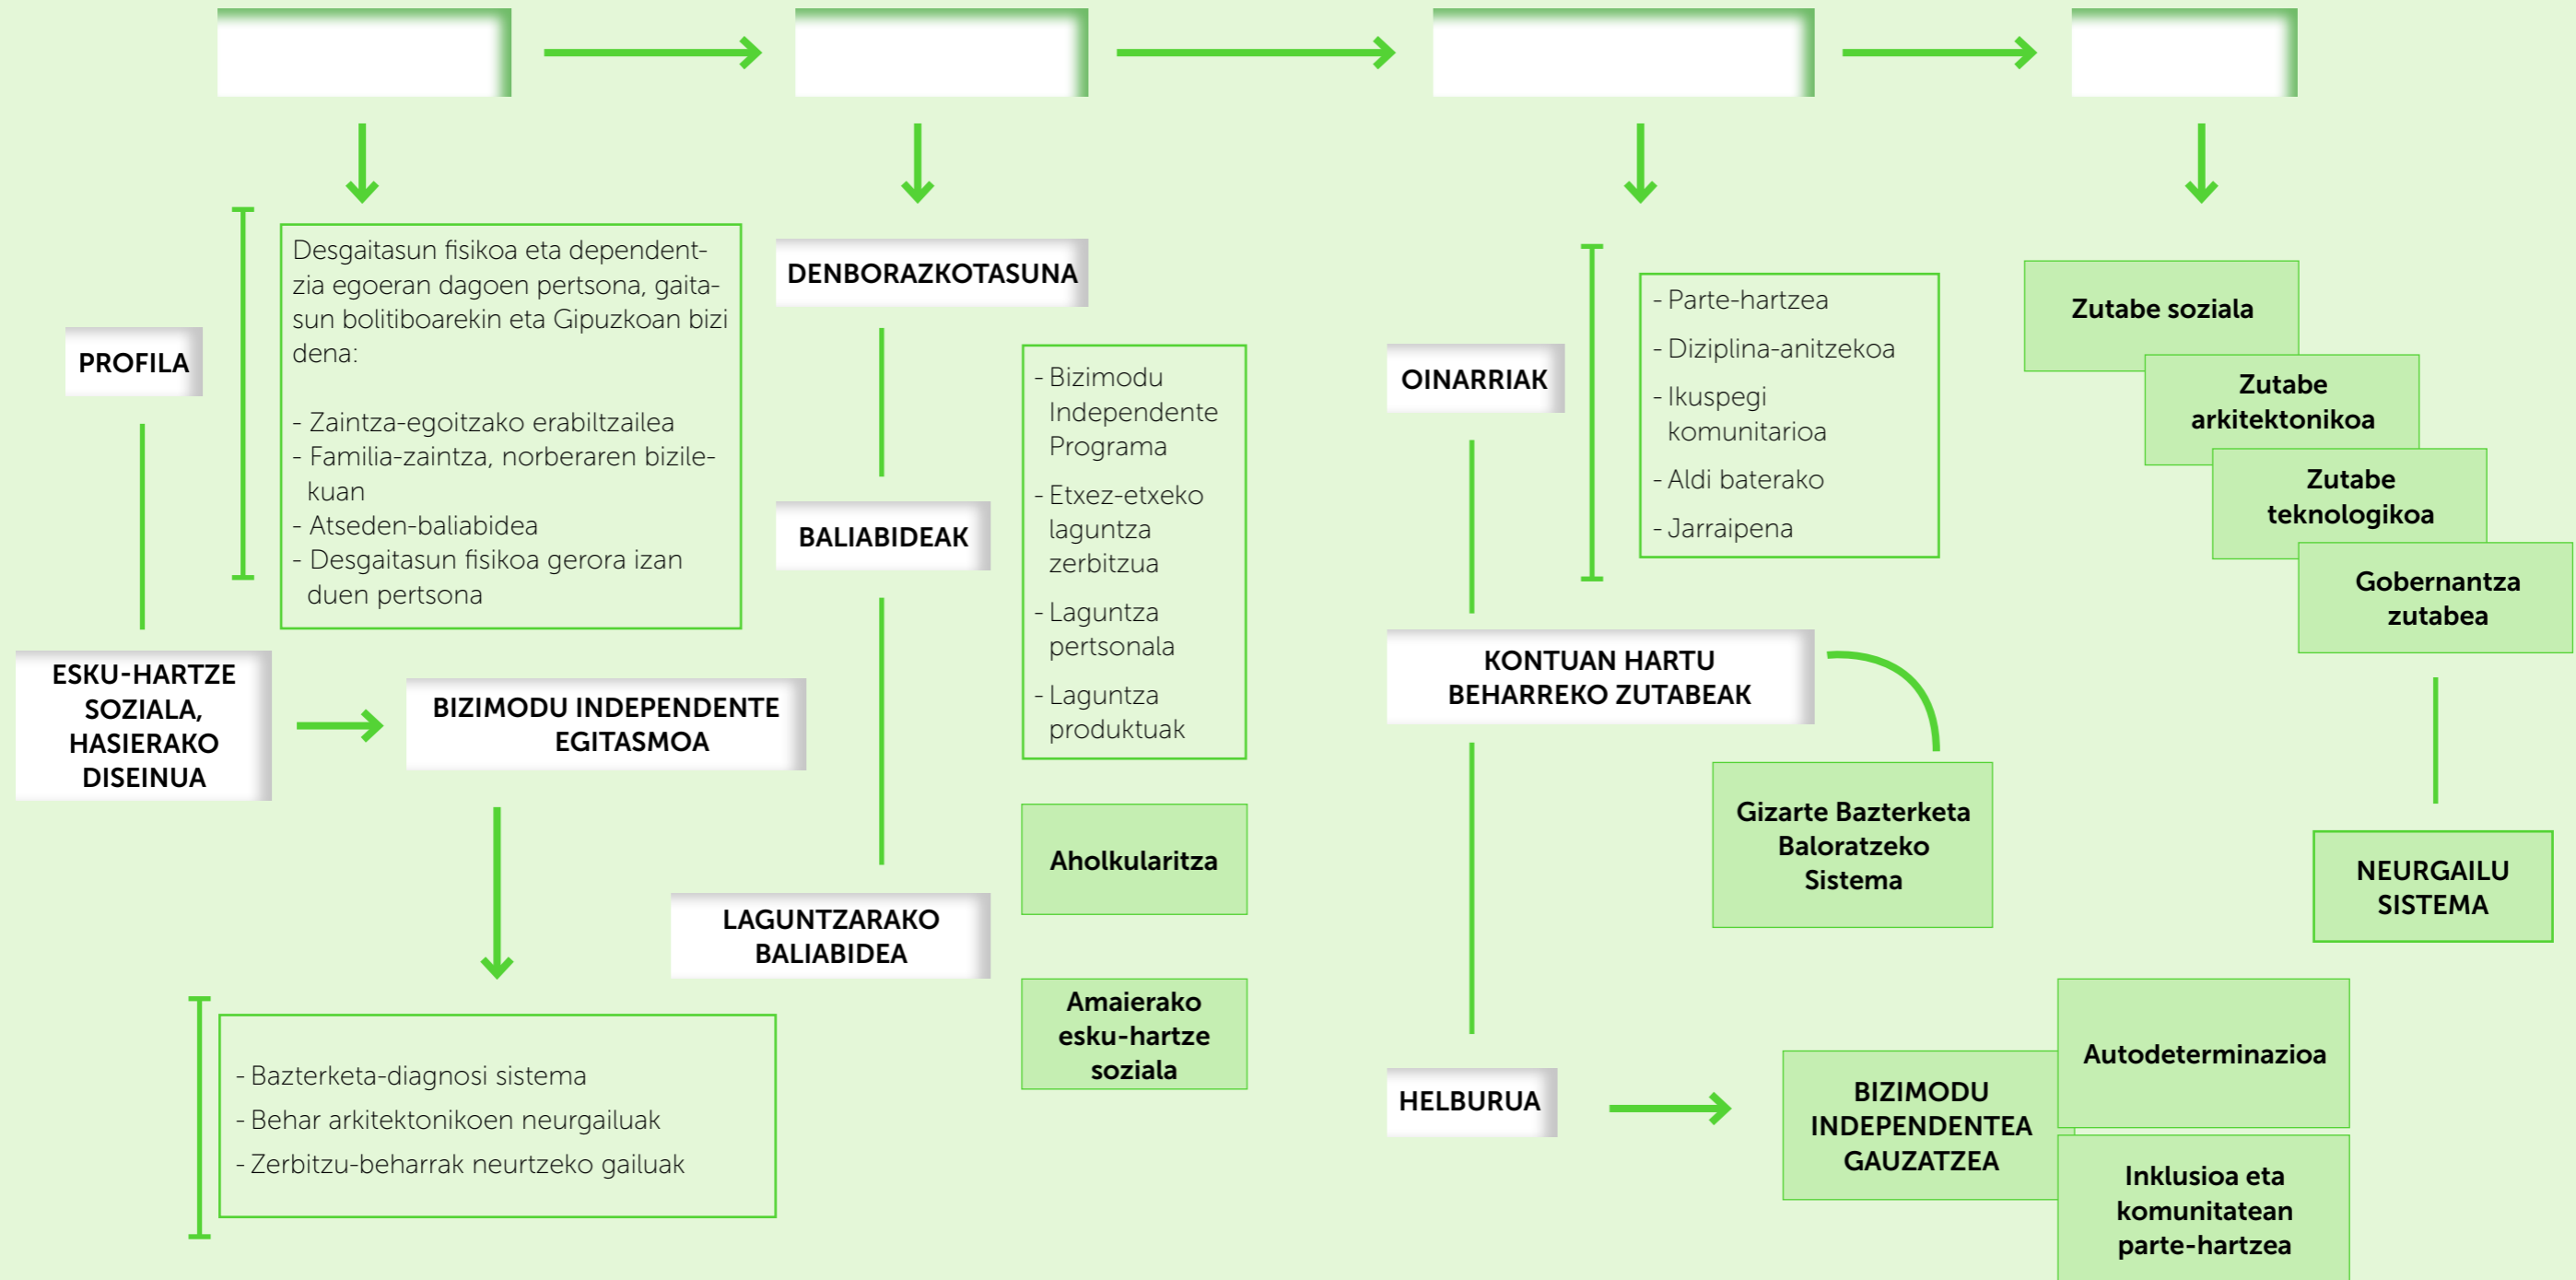 PROFILA
Desgaitasun fisikoa eta dependent-
zia egoeran dagoen pertsona, gaita-
sun bolitiboarekin eta Gipuzkoan bizi
dena:
- Zaintza-egoitzako erabiltzailea
- Familia-zaintza, norberaren bizile-
kuan
- Atseden-baliabidea
- Desgaitasun fisikoa gerora izan
duen pertsona
ESKU-HARTZE
SOZIALA,
HASIERAKO
DISEINUA
BIZIMODU INDEPENDENTE
EGITASMOA
- Bazterketa-diagnosi sistema
- Behar arkitektonikoen neurgailuak
- Zerbitzu-beharrak neurtzeko gailuak
DENBORAZKOTASUNA
BALIABIDEAK
LAGUNTZARAKO
BALIABIDEA
- Bizimodu
Independente
Programa
- Etxez-etxeko
laguntza
zerbitzua
- Laguntza
pertsonala
- Laguntza
produktuak
Aholkularitza
Amaierako
esku-hartze
soziala
OINARRIAK
- Parte-hartzea
- Diziplina-anitzekoa
- Ikuspegi
komunitarioa
- Aldi baterako
- Jarraipena
KONTUAN HARTU
BEHARREKO ZUTABEAK
Gizarte Bazterketa
Baloratzeko
Sistema
HELBURUA
BIZIMODU
INDEPENDENTEA
GAUZATZEA
Autodeterminazioa
Inklusioa eta
komunitatean
parte-hartzea
Zutabe soziala
Zutabe
arkitektonikoa
Zutabe
teknologikoa
Gobernantza
zutabea
NEURGAILU
SISTEMA